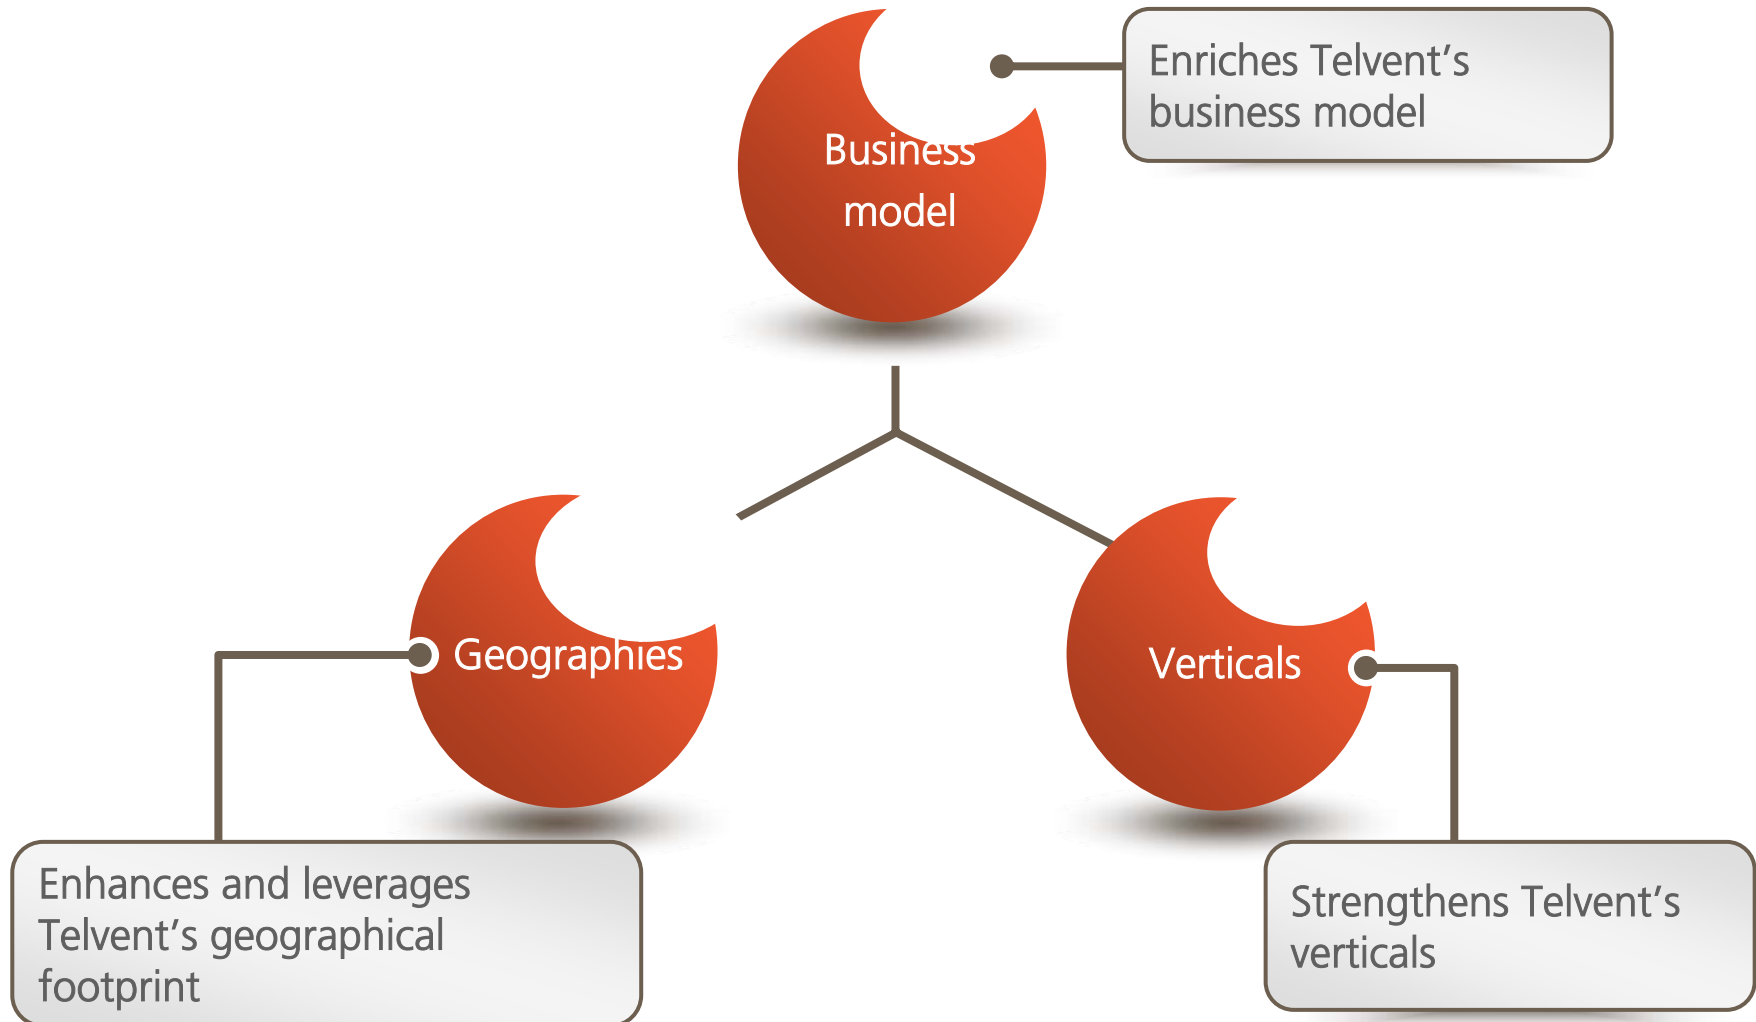 Enriches Telvent’s
business model
Business
model
Geographies
Verticals
Enhances and leverages
Telvent’s geographical
footprint
Strengthens Telvent’s
verticals